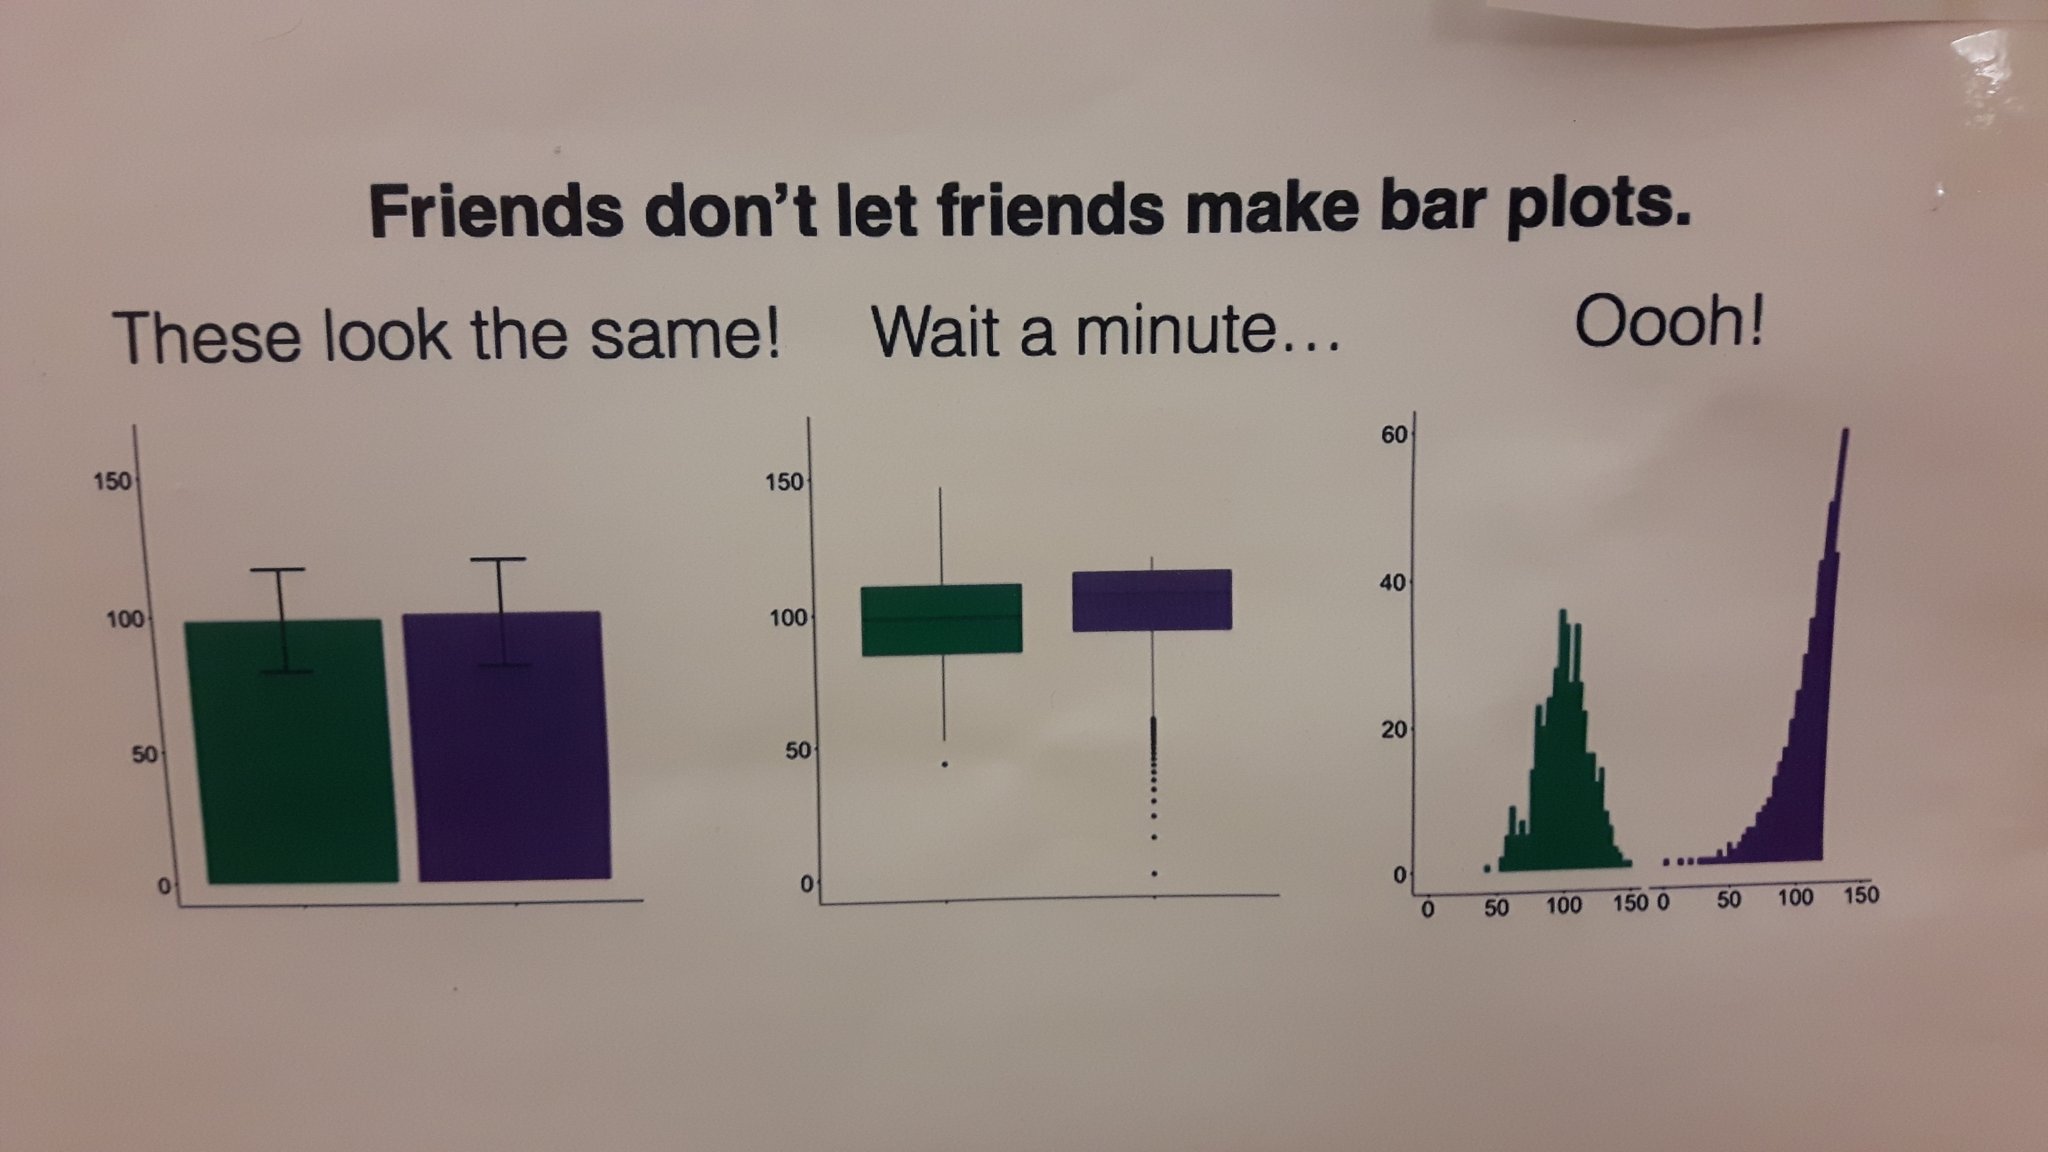 Friends don't let friends make bar plots.
These look the same!
Wait a minute...
Oooh!
150
100
50
0
150
100
50
0
60
40
20
0
0 50 100 150 0 50 100 150